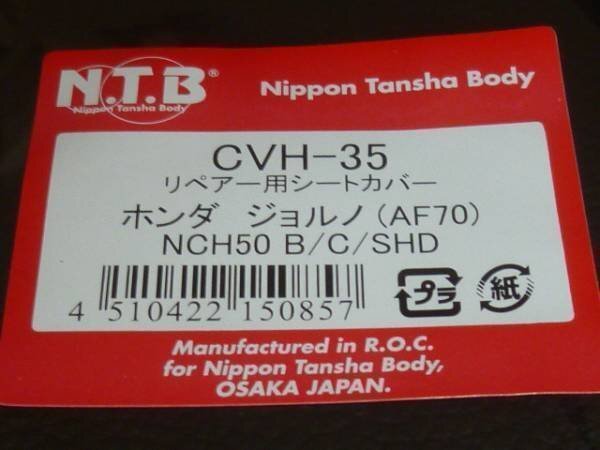 N.T.B®
Nippon Tansha Body
Nippon Tansha Body
CVH-35
リペアー用シートカバー
ホンダ ジョルノ(AF70)
NCH50 B/C/SHD
4 510422 150857
プラ
紙
Manufactured in R.O.C.
for Nippon Tansha Body,
OSAKA JAPAN.